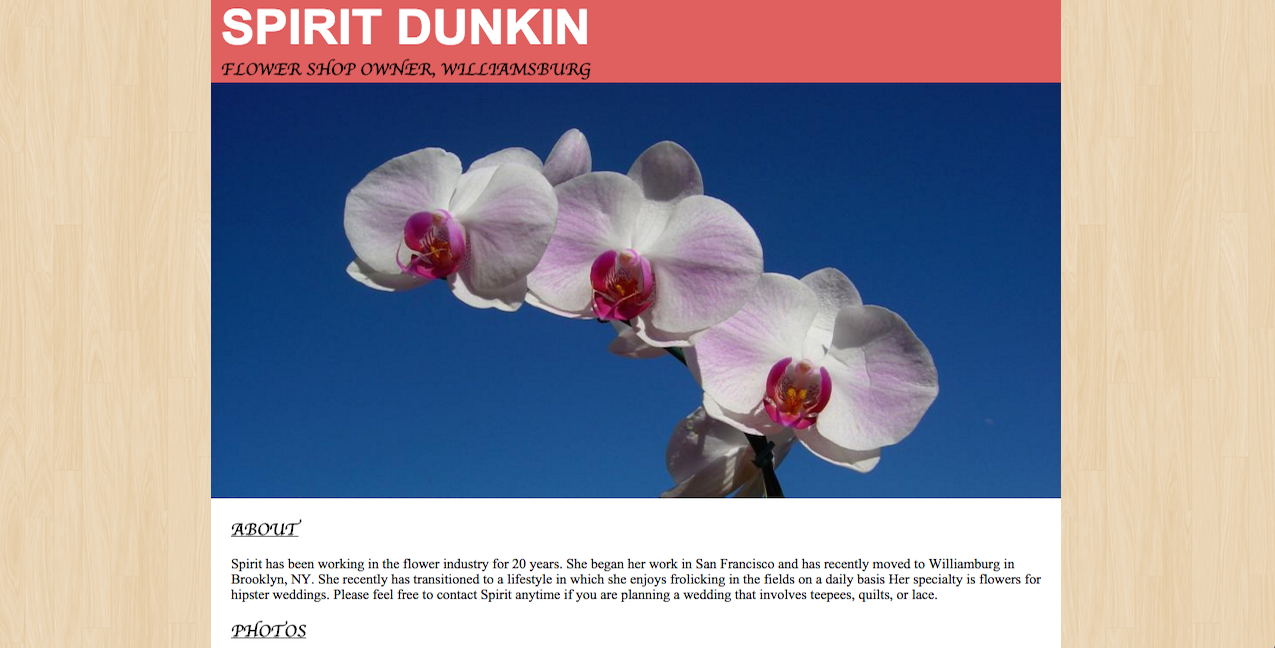 SPIRIT DUNKIN
FLOWER SHOP OWNER, WILLIAMSBURG
ABOUT
Spirit has been working in the flower industry for 20 years. She began her work in San Francisco and has recently moved to Williamburg in
Brooklyn, NY. She recently has transitioned to a lifestyle in which she enjoys frolicking in the fields on a daily basis Her specialty is flowers for
hipster weddings. Please feel free to contact Spirit anytime if you are planning a wedding that involves teepees, quilts, or lace.
PHOTOS